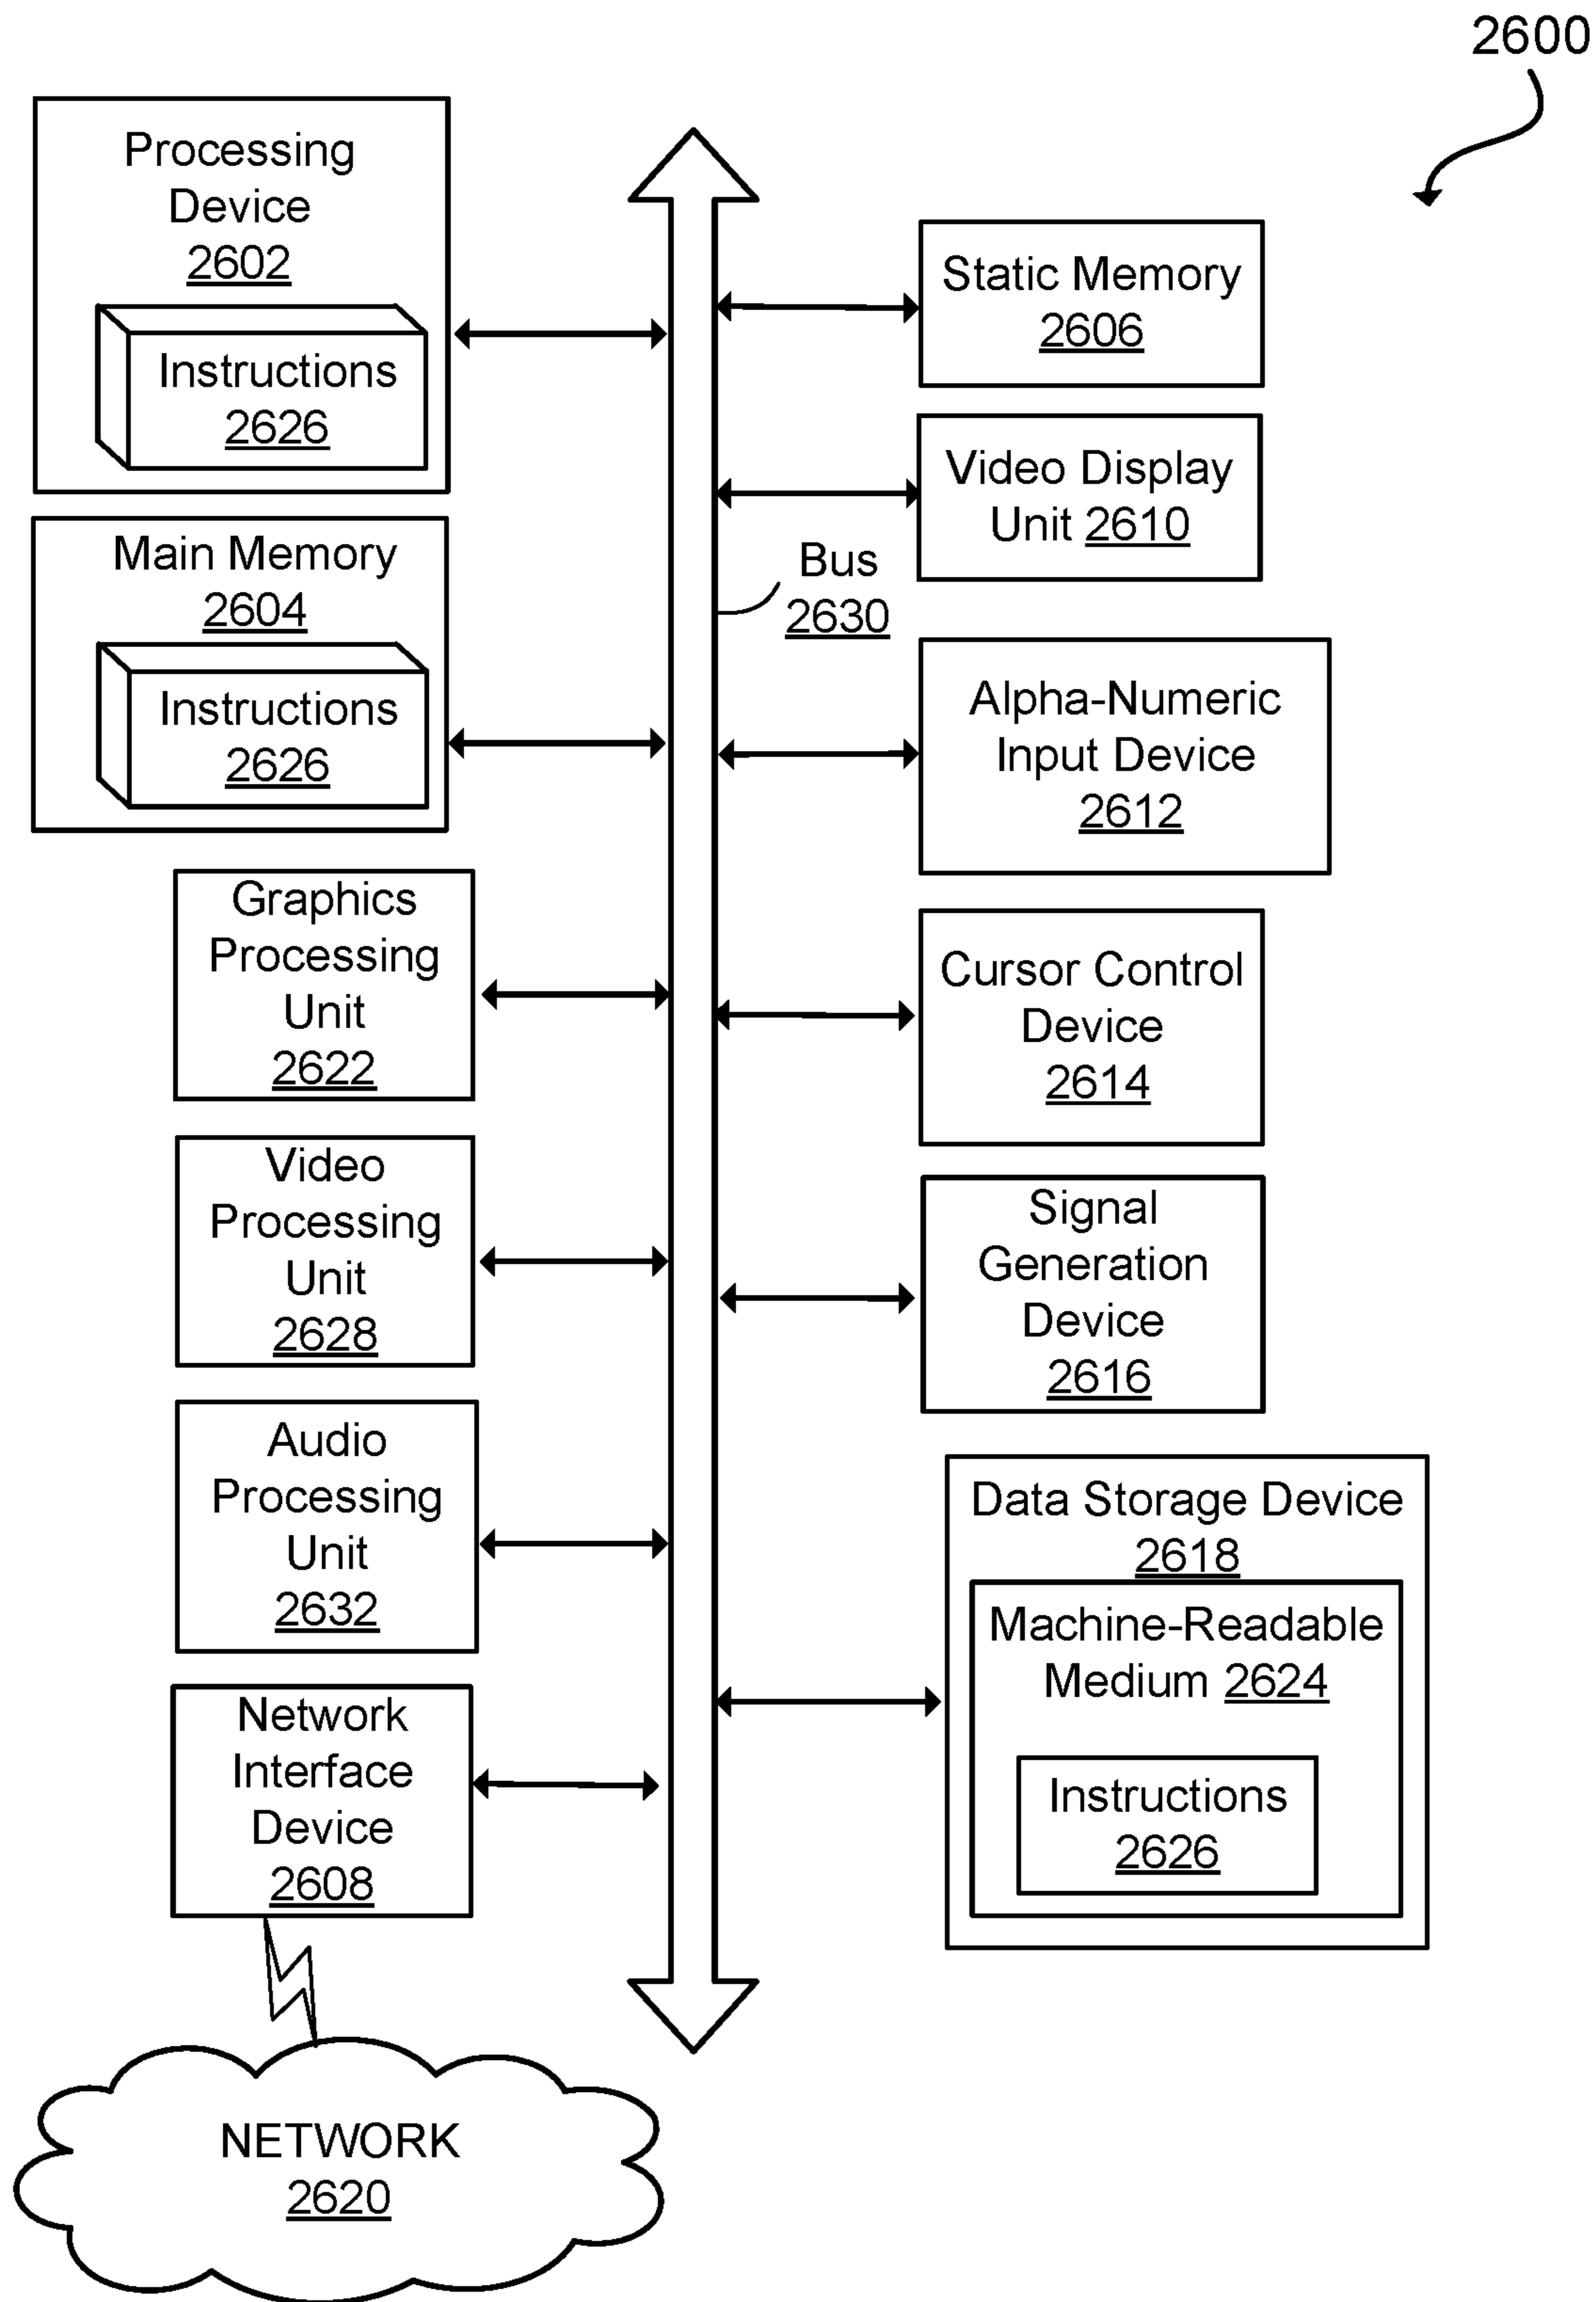 2600
Processing
Device
2602
Instructions
2626
Main Memory
2604
Instructions
2626
Graphics
Processing
Unit
2622
Video
Processing
Unit
2628
Audio
Processing
Unit
2632
Network
Interface
Device
2608
NETWORK
2620
Bus
2630
Static Memory
2606
Video Display
Unit 2610
Alpha-Numeric
Input Device
2612
Cursor Control
Device
2614
Signal
Generation
Device
2616
Data Storage Device
2618
Machine-Readable
Medium 2624
Instructions
2626